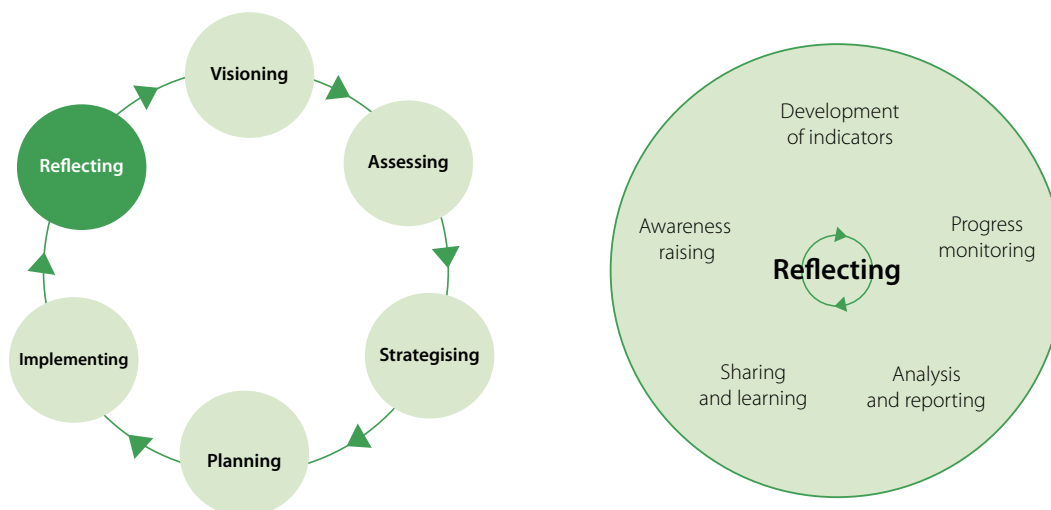 Visioning
Assessing
Strategising
Planning
Implementing
Reflecting
Development
of indicators
Progress
monitoring
Analysis
and reporting
Sharing
and learning
Awareness
raising
Reflecting